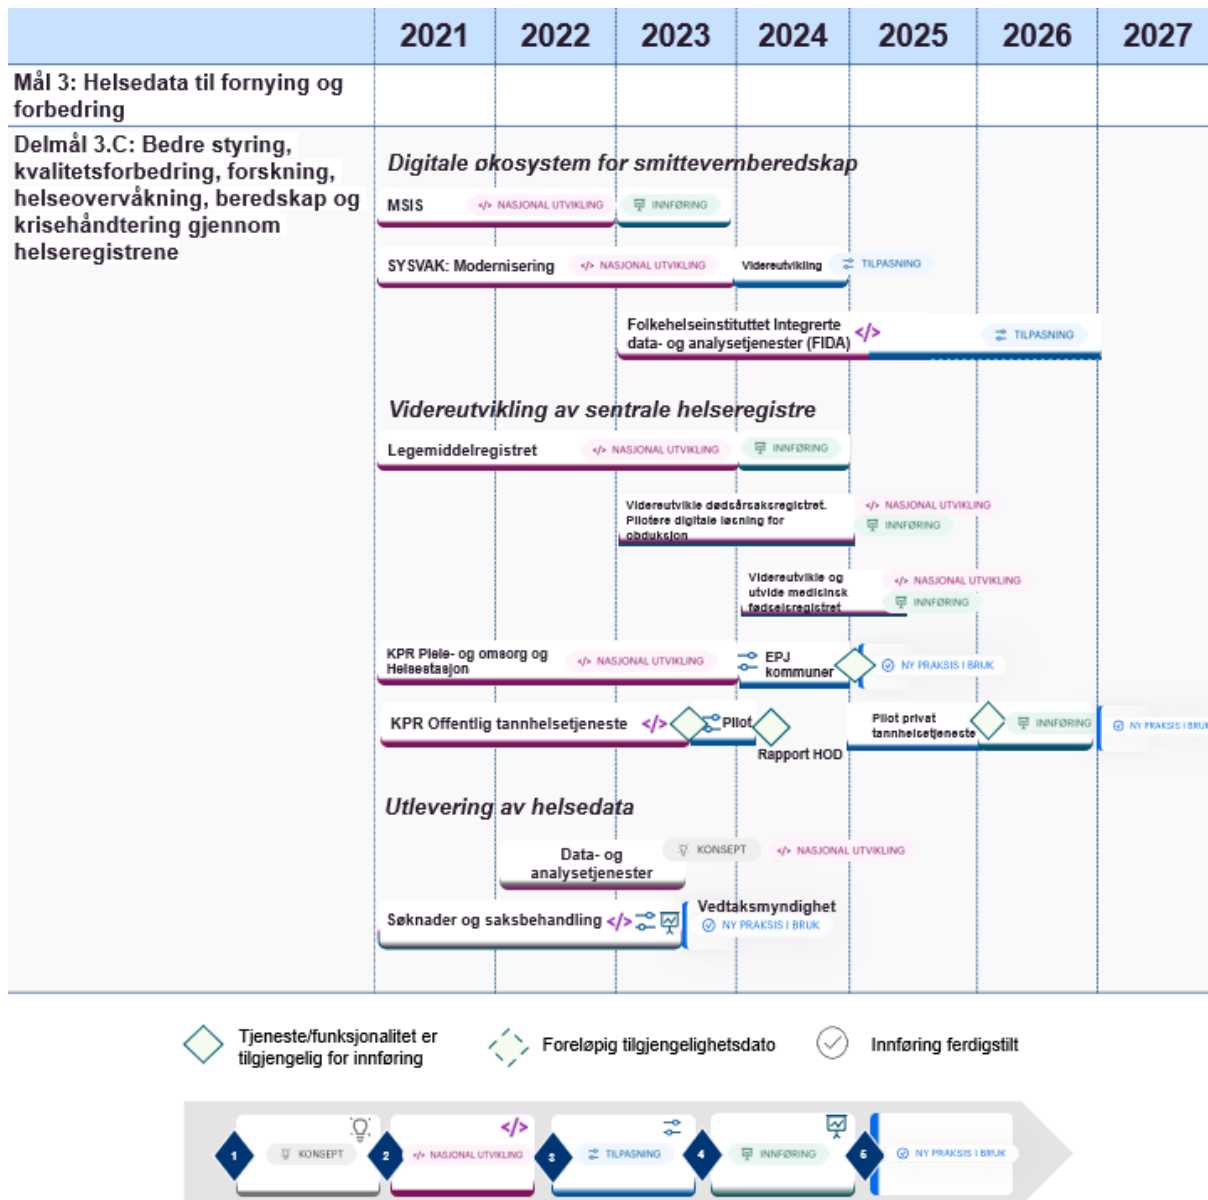 2021 2022 2023 2024 2025 2026 2027
Mål 3: Helsedata til fornying og
forbedring
Delmål 3.C: Bedre styring,
kvalitetsforbedring, forskning,
helseovervåkning, beredskap og
krisehåndtering gjennom
helseregistrene
Digitale økosystem for smittevernberedskap
MSIS </> NASJONAL UTVIKLING INNFØRING
SYSVAK: Modernisering </> NASJONAL UTVIKLING Videreutvikling TILPASNING
Folkehelseinstituttet Integrerte
data- og analysetjenester (FIDA) </> TILPASNING
Videreutvikling av sentrale helseregistre
Legemiddelregistret </> NASJONAL UTVIKLING INNFØRING
Videreutvikle dødsårsaksregistret.
Pilotere digitale løsning for
obduksjon
</> NASJONAL UTVIKLING
INNFØRING
Videreutvikle og
utvide medisinsk
fødselsregistret
</> NASJONAL UTVIKLING
INNFØRING
KPR Pleie- og omsorg og
Helsestasjon
</> NASJONAL UTVIKLING
EPJ
kommuner
NY PRAKSIS I BRUK
KPR Offentlig tannhelsetjeneste </> Pilot
Rapport HOD
Pilot privat
tannhelsetjeneste
INNFØRING
NY PRAKSIS I BRUK
Utlevering av helsedata
Data- og
analysetjenester
KONSEPT </> NASJONAL UTVIKLING
Søknader og saksbehandling </>
Vedtaksmyndighet
NY PRAKSIS I BRUK
Tjeneste/funksjonalitet er
tilgjengelig for innføring
Foreløpig tilgjengelighetsdato
Innføring ferdigstilt
1 KONSEPT
2 </> </> NASJONAL UTVIKLING
3 TILPASNING
4 INNFØRING
5 NY PRAKSIS I BRUK